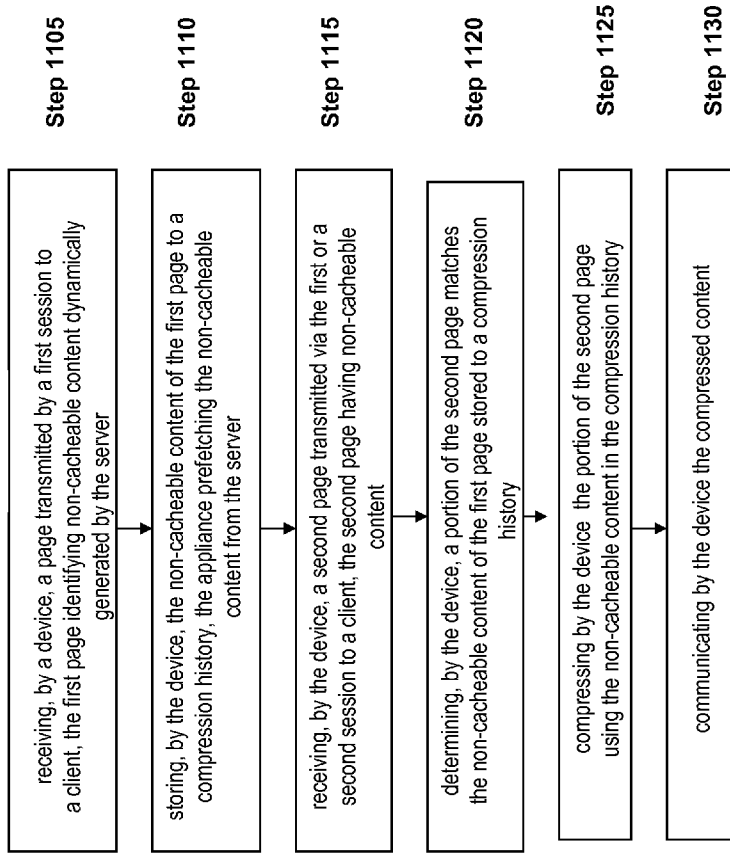 receiving, by a device, a page transmitted by a first session to
a client, the first page identifying non-cacheable content dynamically
generated by the server
Step 1105
storing, by the device, the non-cacheable content of the first page to a
compression history, the appliance prefetching the non-cacheable
content from the server
Step 1110
receiving, by the device, a second page transmitted via the first or a
second session to a client, the second page having non-cacheable
content
Step 1115
determining, by the device, a portion of the second page matches
the non-cacheable content of the first page stored to a compression
history
Step 1120
compressing by the device the portion of the second page
using the non-cacheable content in the compression history
Step 1125
communicating by the device the compressed content
Step 1130